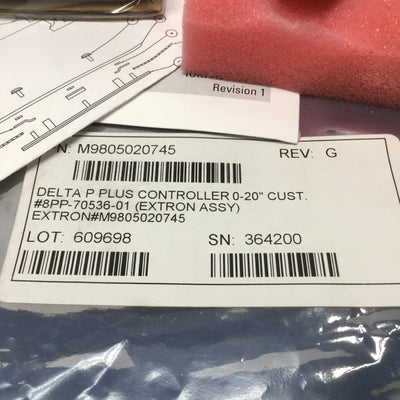 Revision 1
N: M9805020745
REV: G
DELTA P PLUS CONTROLLER 0-20" CUST.
#8PP-70536-01 (EXTRON ASSY)
EXTRON#M9805020745
LOT: 609698
SN: 364200